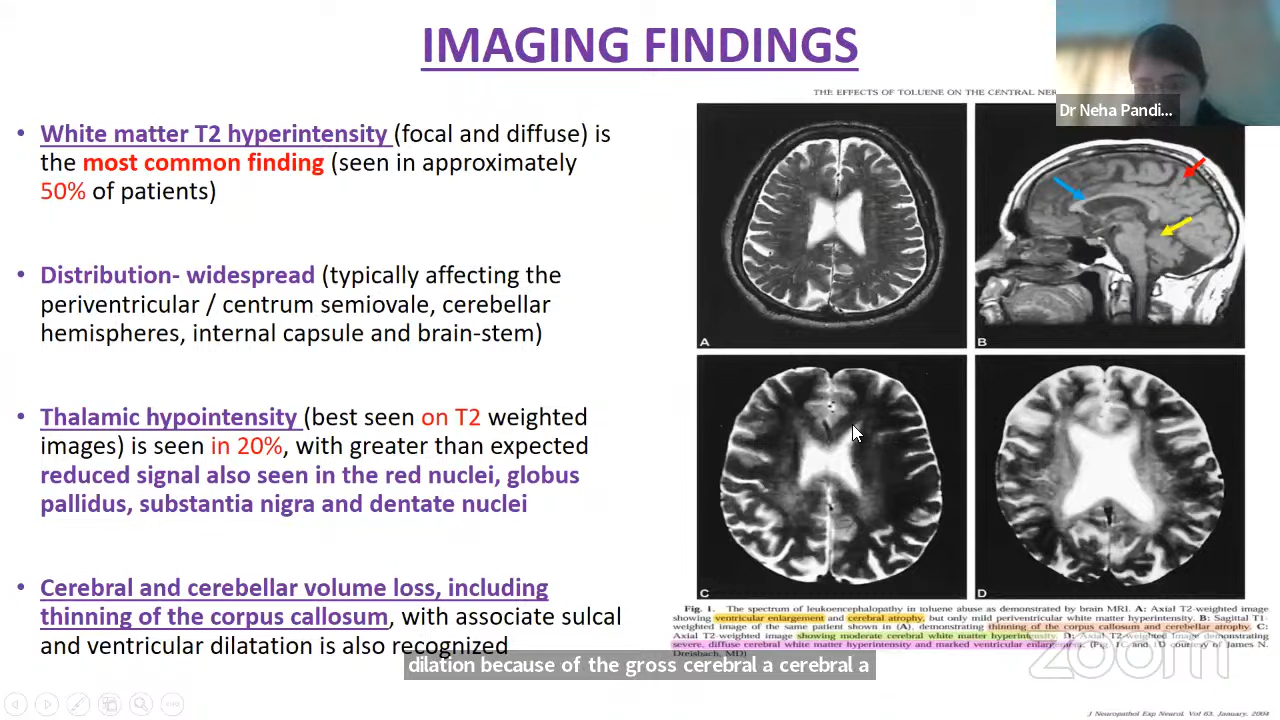 IMAGING FINDINGS
• White matter T2 hyperintensity (focal and diffuse) is
the most common finding (seen in approximately
50% of patients)
• Distribution- widespread (typically affecting the
periventricular / centrum semiovale, cerebellar
hemispheres, internal capsule and brain-stem)
• Thalamic hypointensity (best seen on T2 weighted
images) is seen in 20%, with greater than expected
reduced signal also seen in the red nuclei, globus
pallidus, substantia nigra and dentate nuclei
• Cerebral and cerebellar volume loss, including
thinning of the corpus callosum, with associate sulcal
and ventricular dilatation is also recognized
dilation because of the gross cerebral a cerebral a
THE EFFECTS OF TOLUENE ON THE CENTRAL NER
Dr Neha Pandi...
A
B
C
D
Fig. 1. The spectrum of leukoencephalopathy in toluene abuse as demonstrated by brain MRI. A: Axial T2-weighted image
showing ventricular enlargement and cerebral atrophy, but only mild periventricular white matter hyperintensity. B: Sagittal T1-
weighted image of the same patient shown in (A), demonstrating thinning of the corpus callosum and cerebellar atrophy. C:
Axial T2-weighted image showing moderate cerebral white matter hyperintensity. D: Axial T2-weighted image demonstrating
severe, diffuse cerebral white matter hyperintensity and marked ventricular enlargement. (Fig 1C and 1D courtesy of James N.
Dreisbach, MD)
zoom
J Neuropathol Exp Neurol, Vol 63, January, 2004